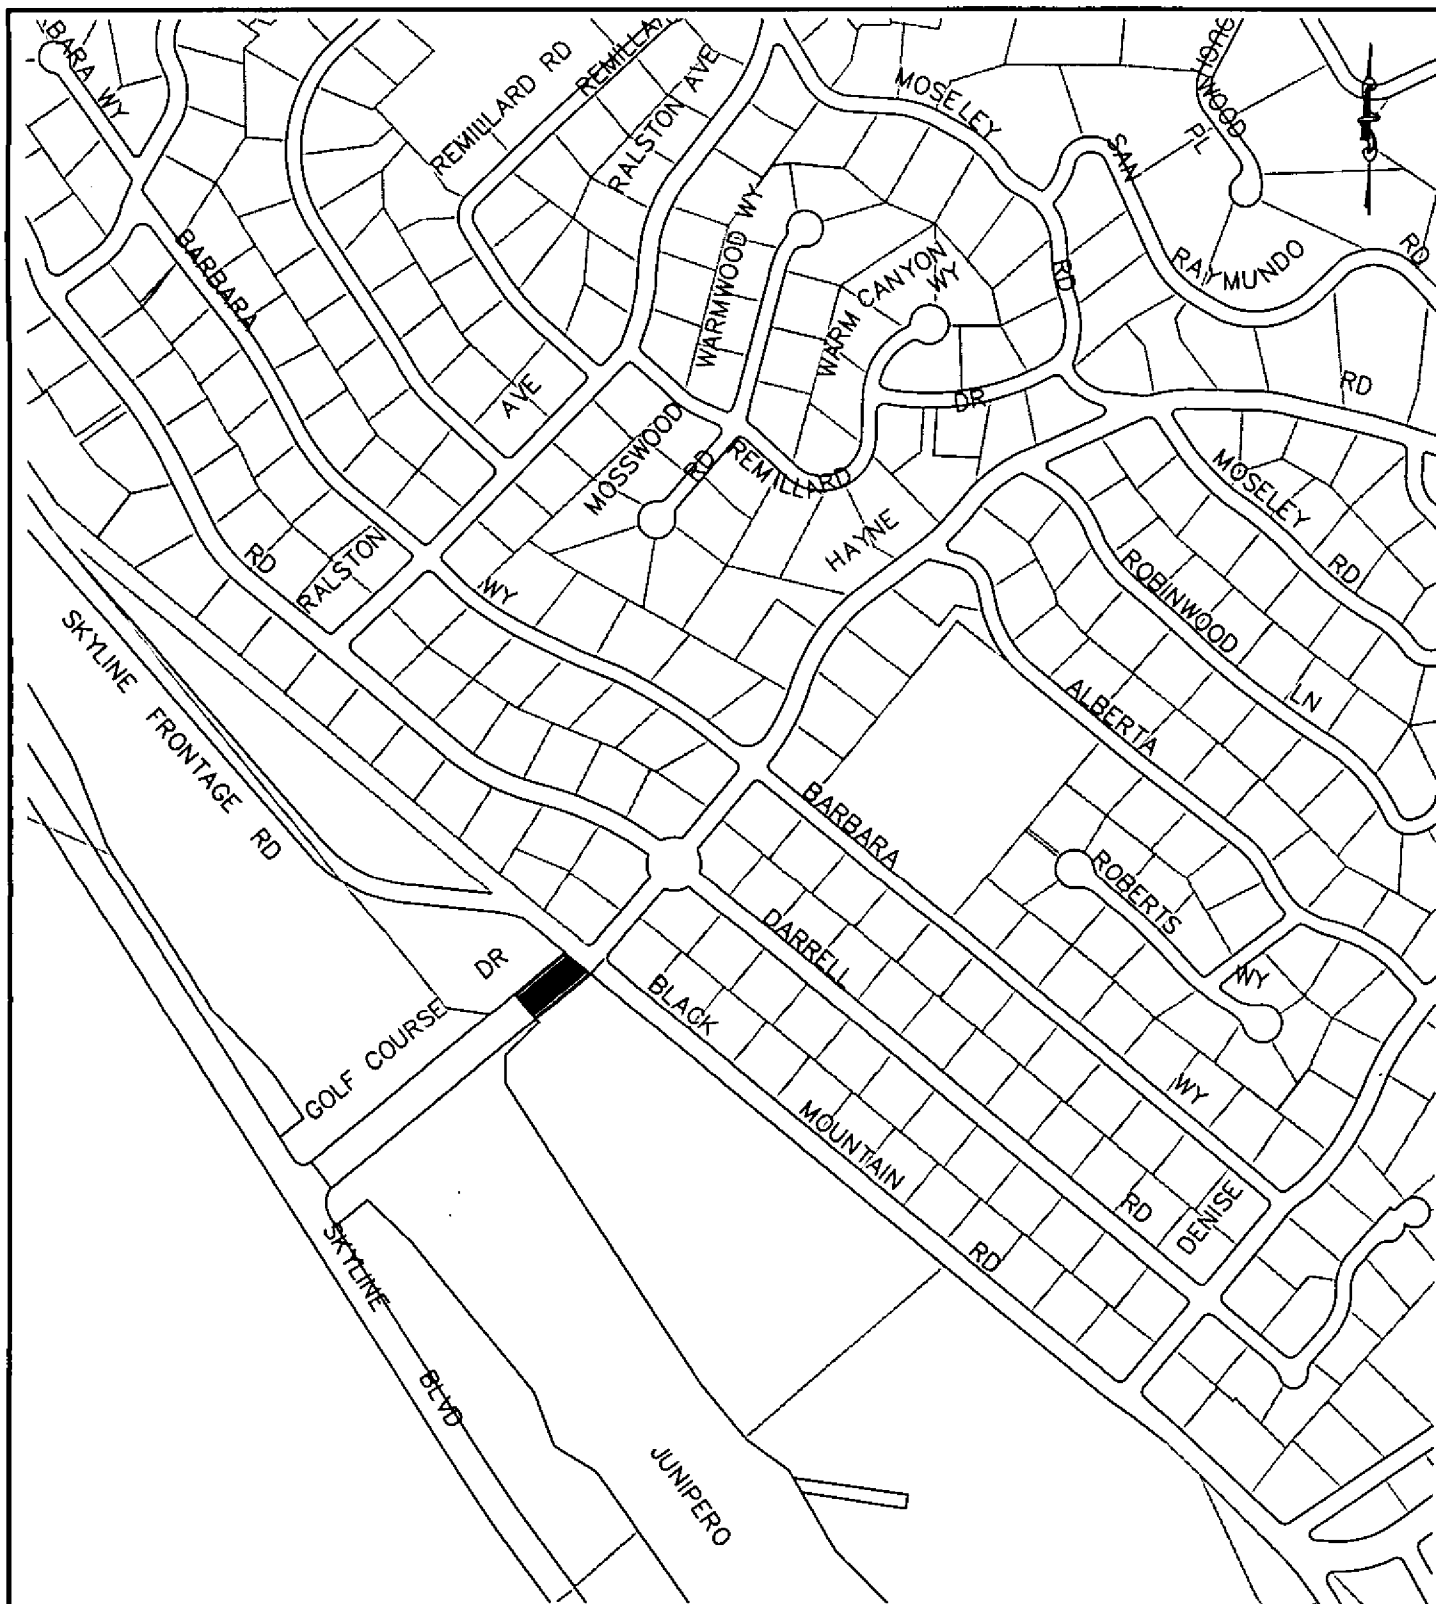 BARA WY
REMILLARD RD
REMILLA
RALSTON AVE
MOSELEY
WOOD
PL
SAN
RAYMUNDO
RD
BARBARA
WARMWOOD WY
WARM CANYON
WY
RD
RD
AVE
MOSSWOOD
RD
REMILLARD
DR
HAYNE
MOSELEY
RD
ROBINWOOD
LN
RD
RALSTON
WY
SKYLINE FRONTAGE RD
ALBERTA
BARBARA
ROBERTS
WY
DARRELL
BLACK
GOLF COURSE DR
WY
MOUNTAIN
RD
DENISE
RD
SKYLINE
BLVD
JUNIPERO